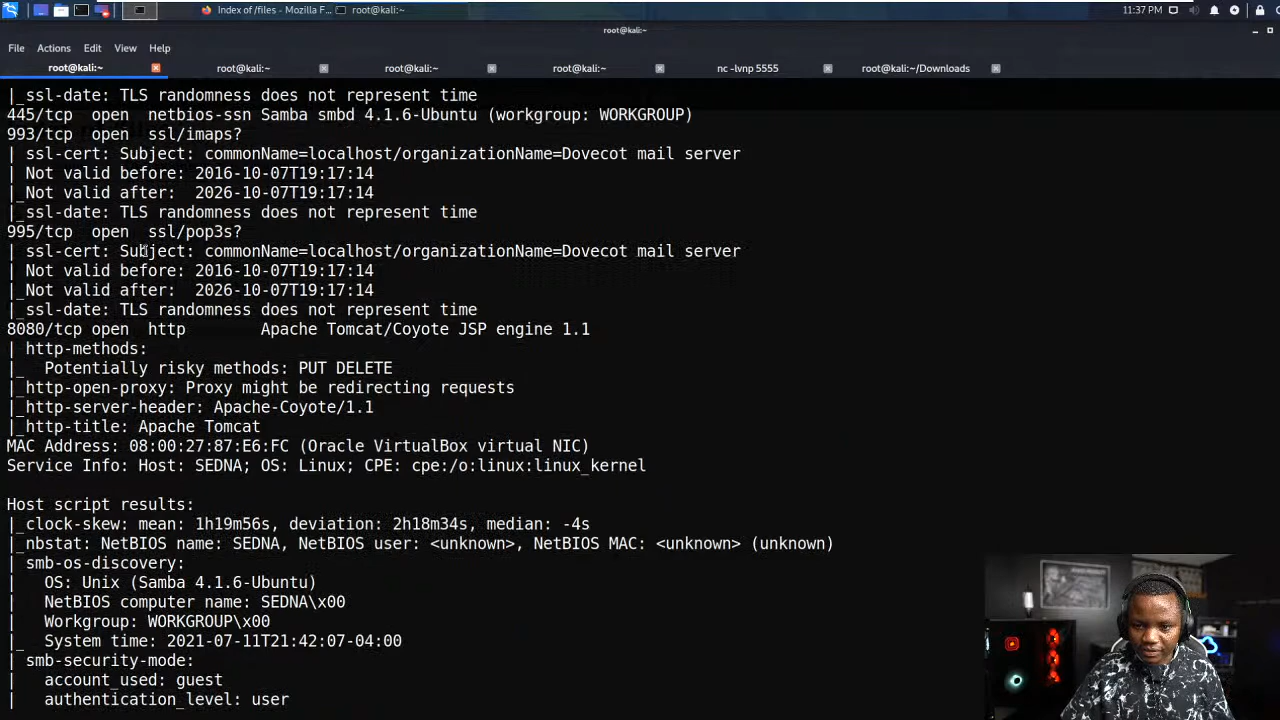 Index of /files – Mozilla F...
root@kali:~
11:37 PM
root@kali:~
File Actions Edit View Help
root@kali:~
root@kali:~
root@kali:~
root@kali:~
nc -lvnp 5555
root@kali:~/Downloads
|_ssl-date: TLS randomness does not represent time
445/tcp  open  netbios-ssn Samba smbd 4.1.6-Ubuntu (workgroup: WORKGROUP)
993/tcp  open  ssl/imaps?
| ssl-cert: Subject: commonName=localhost/organizationName=Dovecot mail server
| Not valid before: 2016-10-07T19:17:14
|_Not valid after:  2026-10-07T19:17:14
|_ssl-date: TLS randomness does not represent time
995/tcp  open  ssl/pop3s?
| ssl-cert: Subject: commonName=localhost/organizationName=Dovecot mail server
| Not valid before: 2016-10-07T19:17:14
|_Not valid after:  2026-10-07T19:17:14
|_ssl-date: TLS randomness does not represent time
8080/tcp open  http        Apache Tomcat/Coyote JSP engine 1.1
| http-methods:
|_  Potentially risky methods: PUT DELETE
|_http-open-proxy: Proxy might be redirecting requests
|_http-server-header: Apache-Coyote/1.1
|_http-title: Apache Tomcat
MAC Address: 08:00:27:87:E6:FC (Oracle VirtualBox virtual NIC)
Service Info: Host: SEDNA; OS: Linux; CPE: cpe:/o:linux:linux_kernel
Host script results:
|_clock-skew: mean: 1h19m56s, deviation: 2h18m34s, median: -4s
|_nbstat: NetBIOS name: SEDNA, NetBIOS user: <unknown>, NetBIOS MAC: <unknown> (unknown)
| smb-os-discovery:
|   OS: Unix (Samba 4.1.6-Ubuntu)
|   NetBIOS computer name: SEDNA\x00
|   Workgroup: WORKGROUP\x00
|_  System time: 2021-07-11T21:42:07-04:00
| smb-security-mode:
|   account_used: guest
|   authentication_level: user